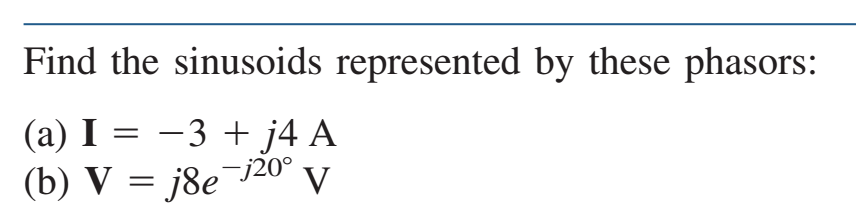 Find the sinusoids represented by these phasors:
(a) I = −3 + j4 A
(b) V = j8e^{−j20°} V